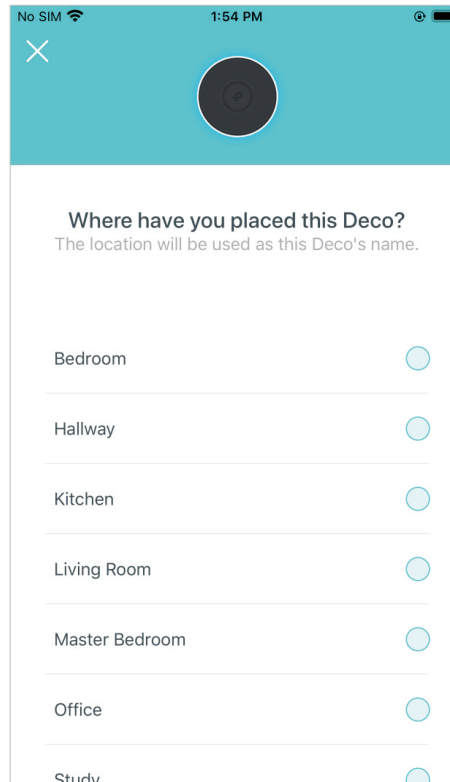 No SIM 1:54 PM
Where have you placed this Deco?
The location will be used as this Deco's name.
Bedroom
Hallway
Kitchen
Living Room
Master Bedroom
Office
Study